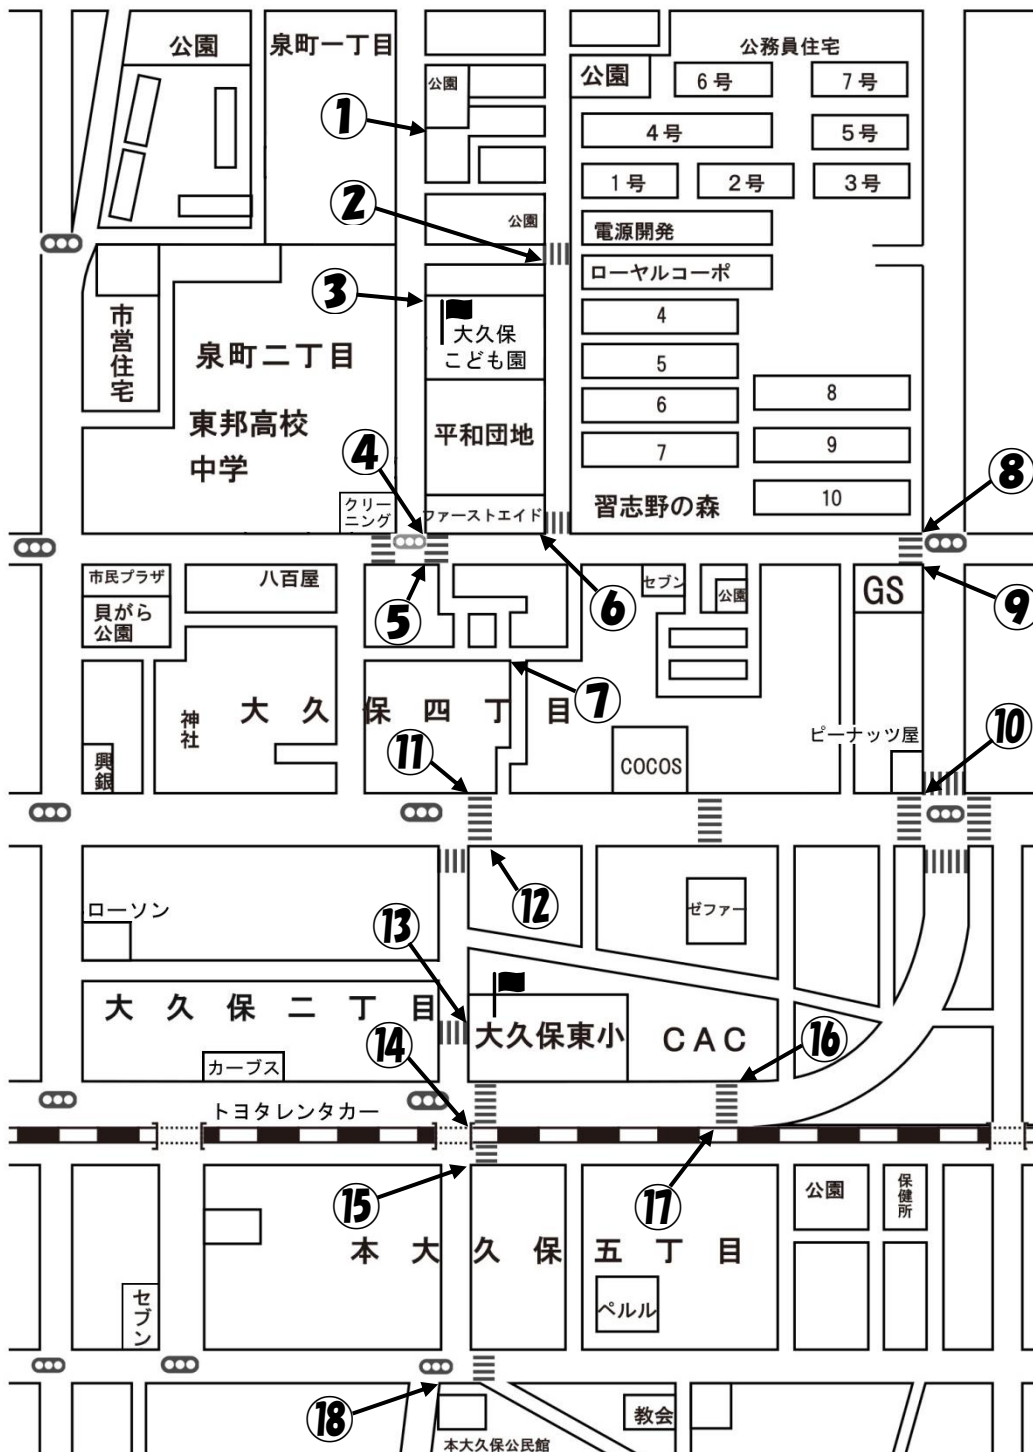 公園
泉町一丁目
公園
公園
公務員住宅
6号
7号
①
4号
5号
1号
2号
3号
②
公園
電源開発
ローヤルコーポ
③
市営住宅
大久保
こども園
泉町二丁目
4
5
6
7
8
9
10
東邦高校
中学
平和団地
④
クリー
ニング
ファーストエイド
習志野の森
⑧
市民プラザ
八百屋
貝がら
公園
⑤
⑥
セブン
公園
GS
⑨
大久保四丁目
⑦
神社
興銀
⑪
COCOS
ピーナッツ屋
⑩
ローソン
⑫
ゼファー
⑬
大久保二丁目
大久保東小
CAC
⑭
⑯
カーブス
トヨタレンタカー
⑮
⑰
公園
保健所
本大久保五丁目
セブン
ペルル
⑱
教会
本大久保公民館